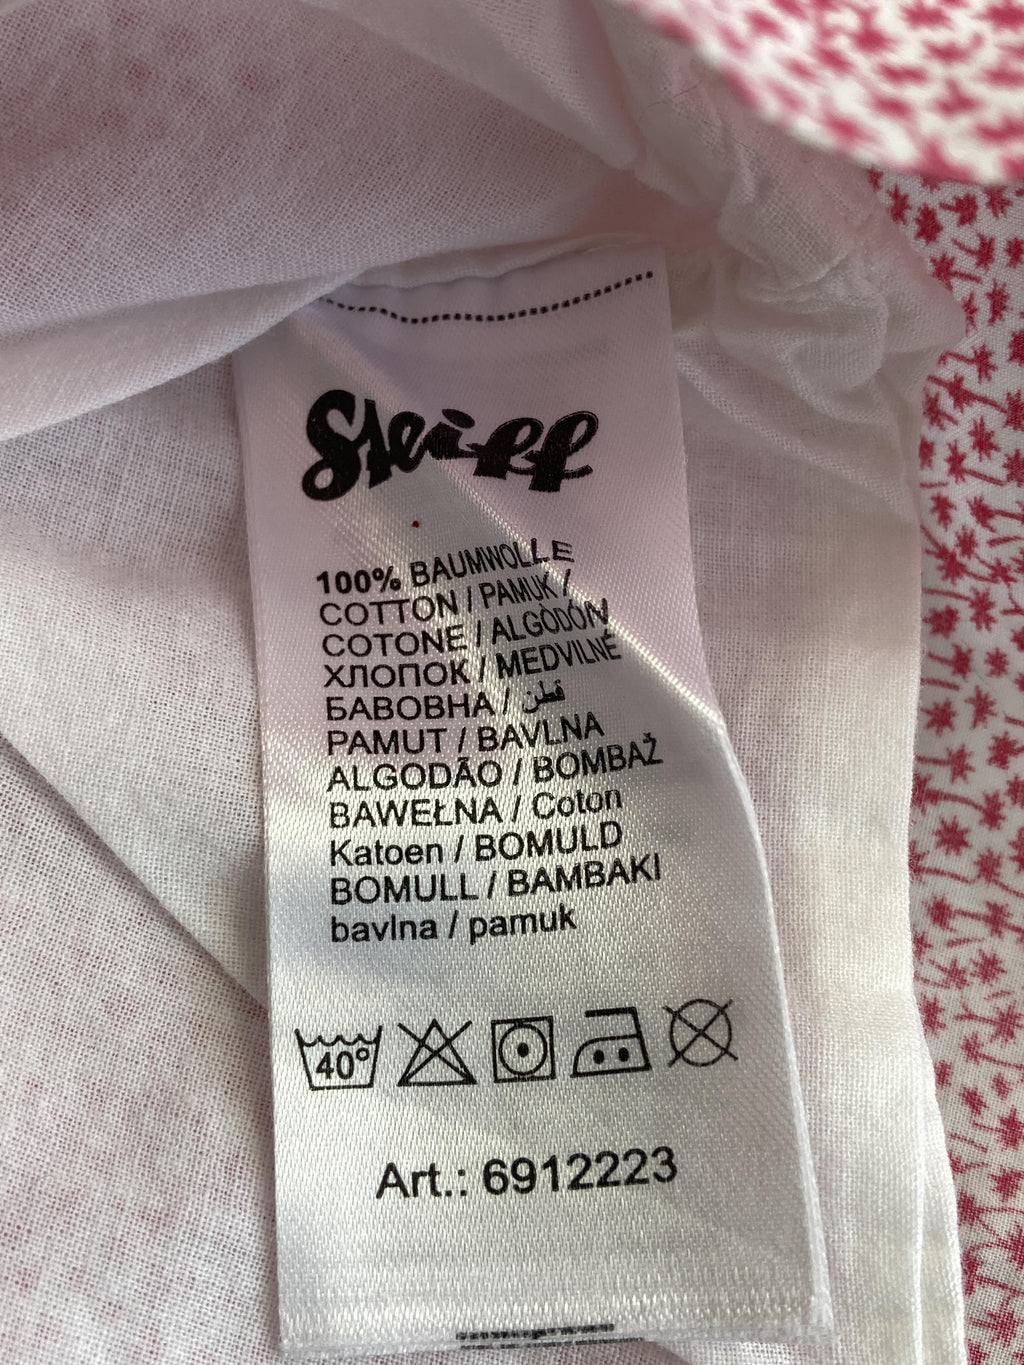 Steiff
100% BAUMWOLLE
COTTON / PAMUK /
COTONE / ALGÒDÓN
ХЛОПОК / MEDVILNĖ
БАВОВНА / قطن
PAMUT / BAVLNA
ALGODÃO / BOMBAŽ
BAWEŁNA / Coton
Katoen / BOMULD
BOMULL / BAMBAKI
bavlna / pamuk
40°
Art.: 6912223